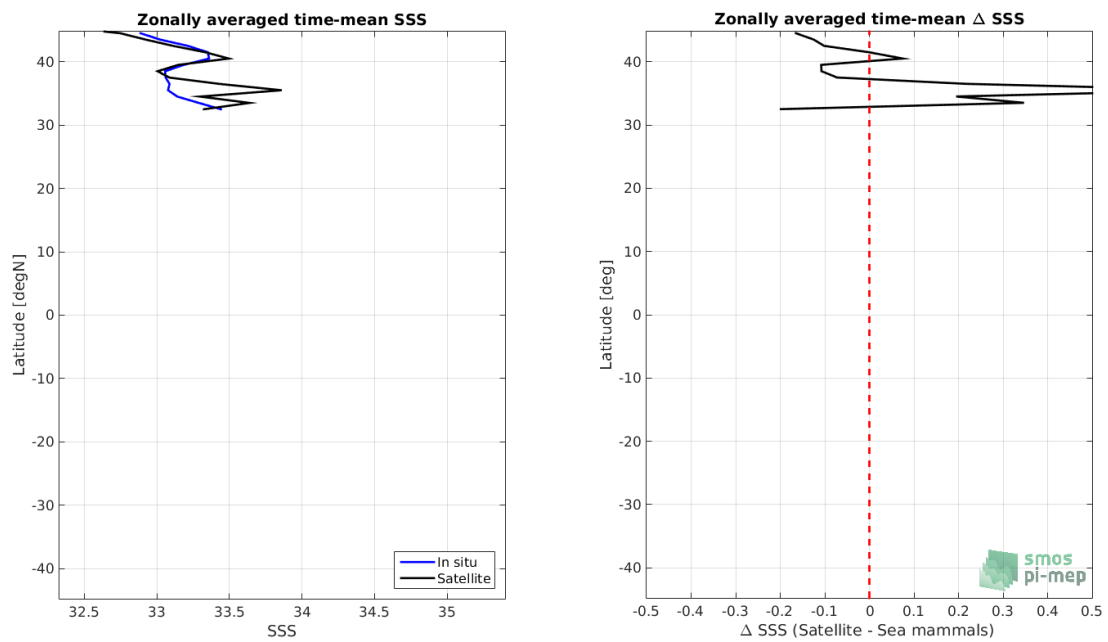 Zonally averaged time-mean SSS
Latitude [degN]
40
30
20
10
0
-10
-20
-30
-40
32.5 33 33.5 34 34.5 35
SSS
In situ
Satellite
Zonally averaged time-mean Δ SSS
Latitude [deg]
40
30
20
10
0
-10
-20
-30
-40
-0.5 -0.4 -0.3 -0.2 -0.1 0 0.1 0.2 0.3 0.4 0.5
Δ SSS (Satellite - Sea mammals)
smos
pi-mep